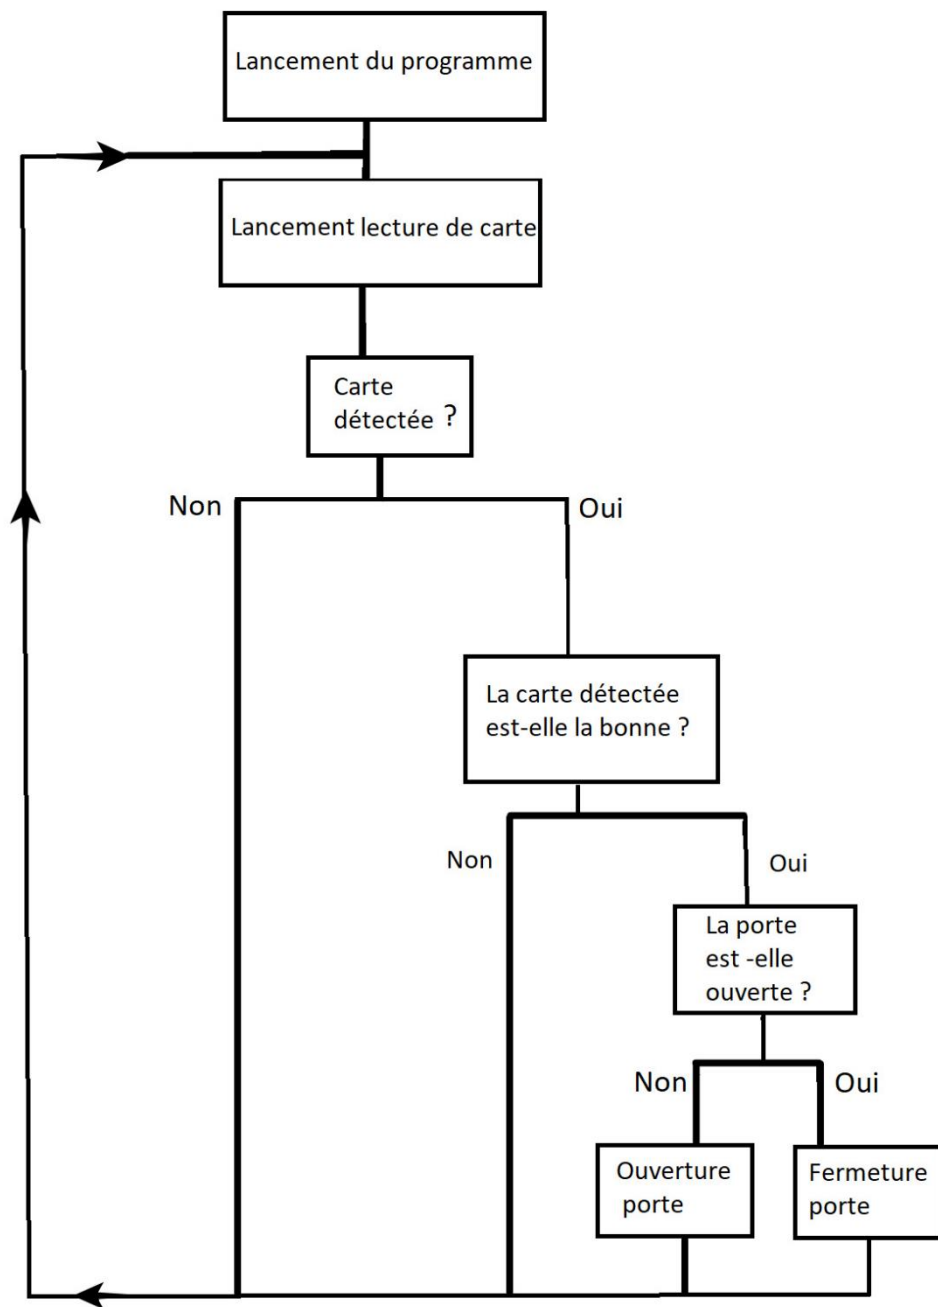 Lancement du programme
Lancement lecture de carte
Carte
détectée ?
Non
Oui
La carte détectée
est-elle la bonne ?
Non
Oui
La porte
est -elle
ouverte ?
Non
Oui
Ouverture
porte
Fermeture
porte